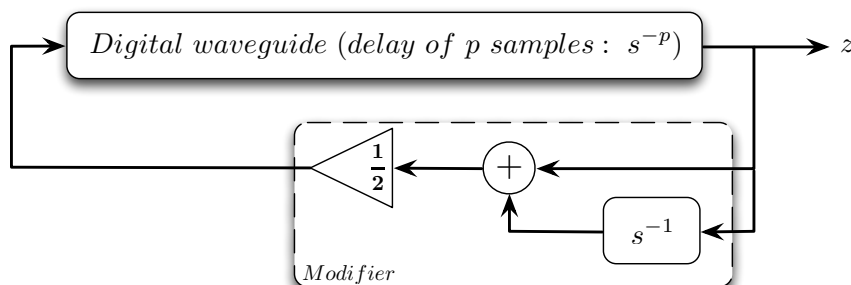 Digital waveguide (delay of p samples : s^{-p})
z
1/2
+
s^{-1}
Modifier